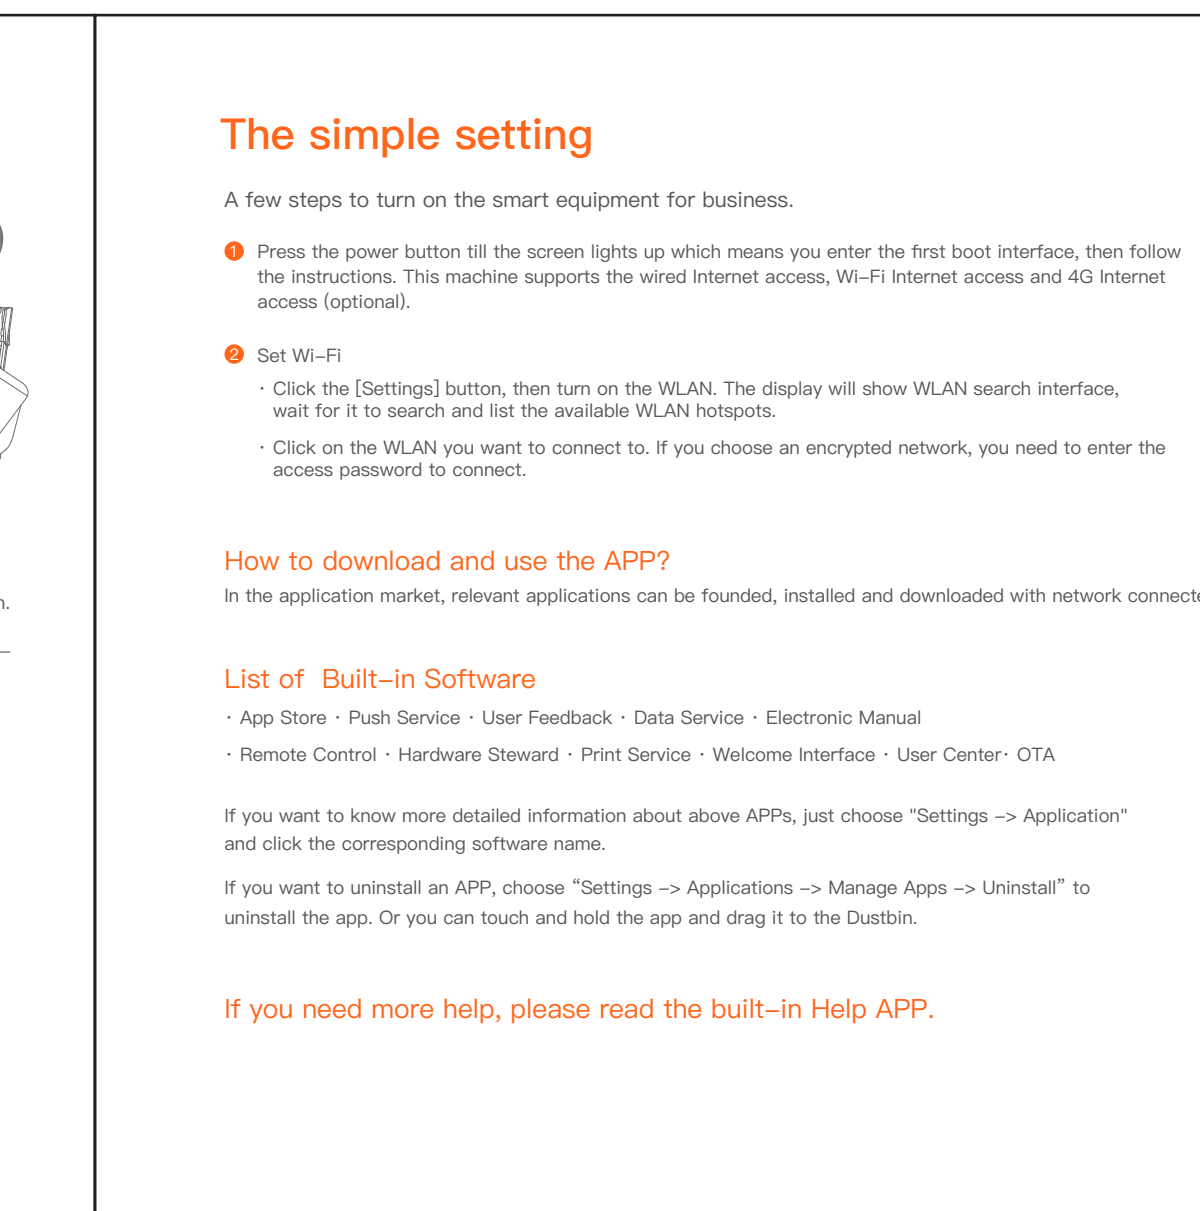 The simple setting
A few steps to turn on the smart equipment for business.
1 Press the power button till the screen lights up which means you enter the first boot interface, then follow
the instructions. This machine supports the wired Internet access, Wi–Fi Internet access and 4G Internet
access (optional).
2 Set Wi–Fi
· Click the [Settings] button, then turn on the WLAN. The display will show WLAN search interface,
wait for it to search and list the available WLAN hotspots.
· Click on the WLAN you want to connect to. If you choose an encrypted network, you need to enter the
access password to connect.
How to download and use the APP?
In the application market, relevant applications can be founded, installed and downloaded with network
List of Built–in Software
· App Store · Push Service · User Feedback · Data Service · Electronic Manual
· Remote Control · Hardware Steward · Print Service · Welcome Interface · User Center· OTA
If you want to know more detailed information about above APPs, just choose "Settings –> Application"
and click the corresponding software name.
If you want to uninstall an APP, choose “Settings –> Applications –> Manage Apps –> Uninstall” to
uninstall the app. Or you can touch and hold the app and drag it to the Dustbin.
If you need more help, please read the built–in Help APP.